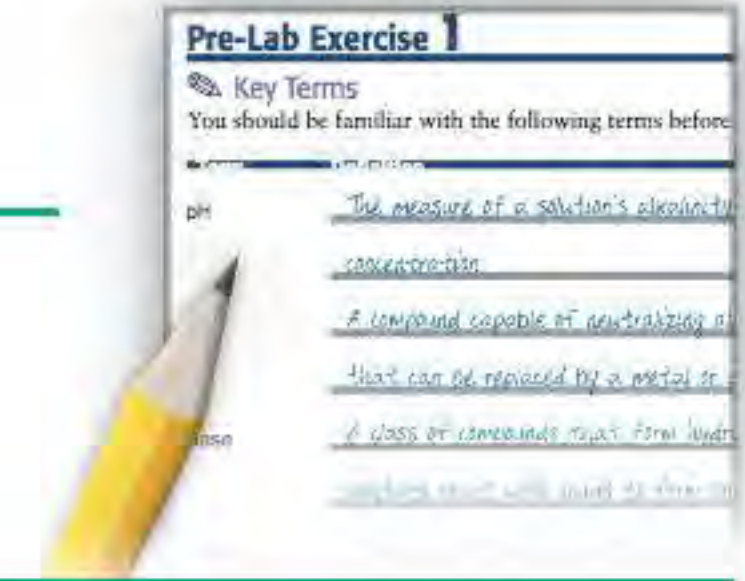 Pre-Lab Exercise 1
Key Terms
You should be familiar with the following terms before
pH
The measure of a solution's alkalinity
concentration
A compound capable of neutralizing
that can be replaced by a metal or
A class of compounds that form